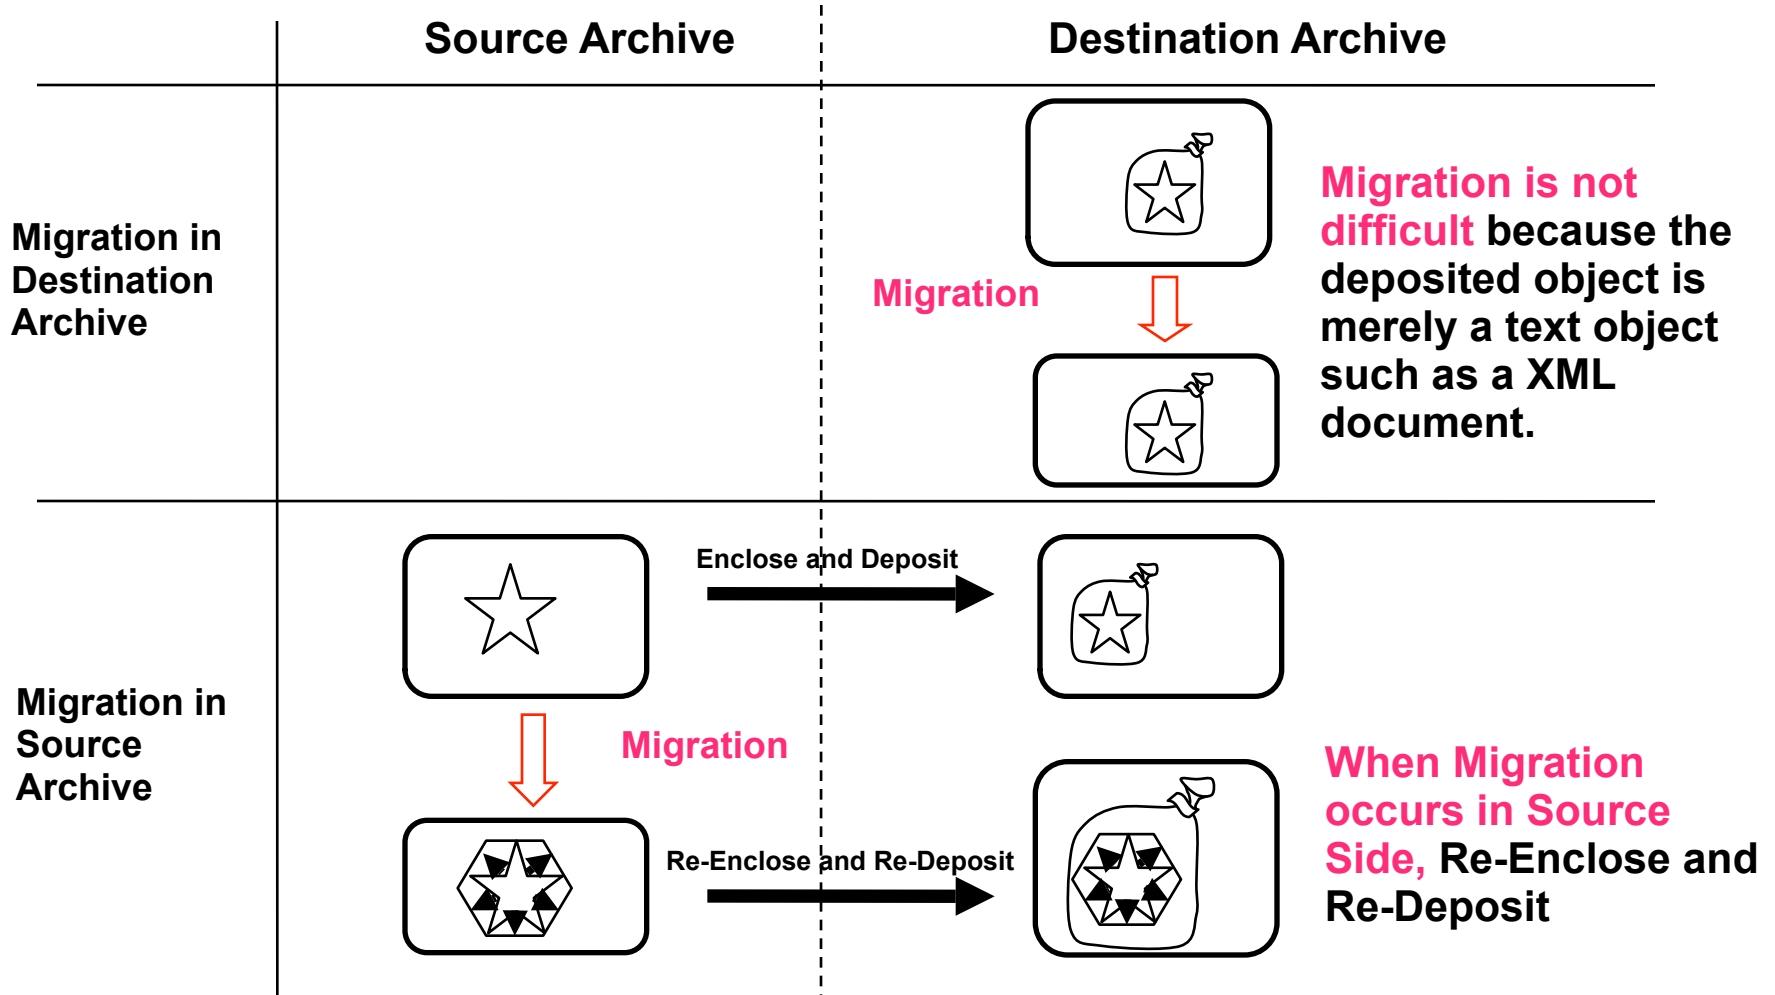 Source Archive
Destination Archive
Migration in
Destination
Archive
Migration
Migration is not
difficult because the
deposited object is
merely a text object
such as a XML
document.
Enclose and Deposit
Migration in
Source
Archive
Migration
Re-Enclose and Re-Deposit
When Migration
occurs in Source
Side, Re-Enclose and
Re-Deposit